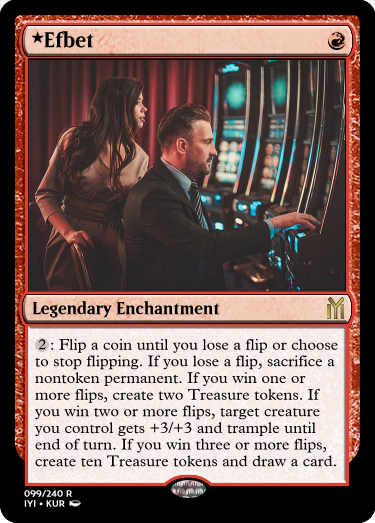 ★Efbet
Legendary Enchantment
2: Flip a coin until you lose a flip or choose
to stop flipping. If you lose a flip, sacrifice a
nontoken permanent. If you win one or
more flips, create two Treasure tokens. If
you win two or more flips, target creature
you control gets +3/+3 and trample until
end of turn. If you win three or more flips,
create ten Treasure tokens and draw a card.
099/240 R
IYI • KUR